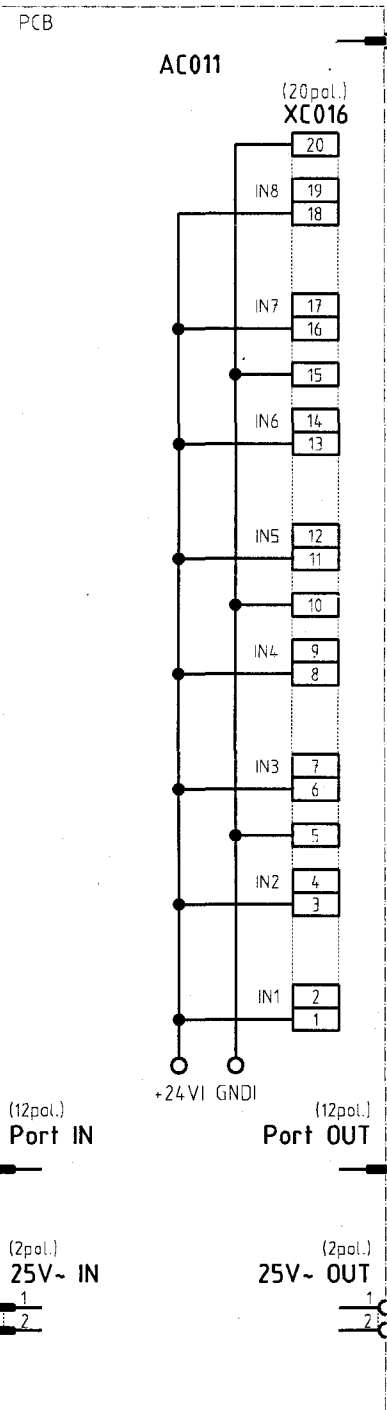 PCB
AC011
(20pol.)
XC016
20
IN8 19
18
IN7 17
16
15
IN6 14
13
IN5 12
11
10
IN4 9
8
IN3 7
6
5
IN2 4
3
IN1 2
1
+24VI GNDI
(12pol.) (12pol.)
Port IN Port OUT
(2pol.) (2pol.)
25V~ IN 25V~ OUT
1 1
2 2